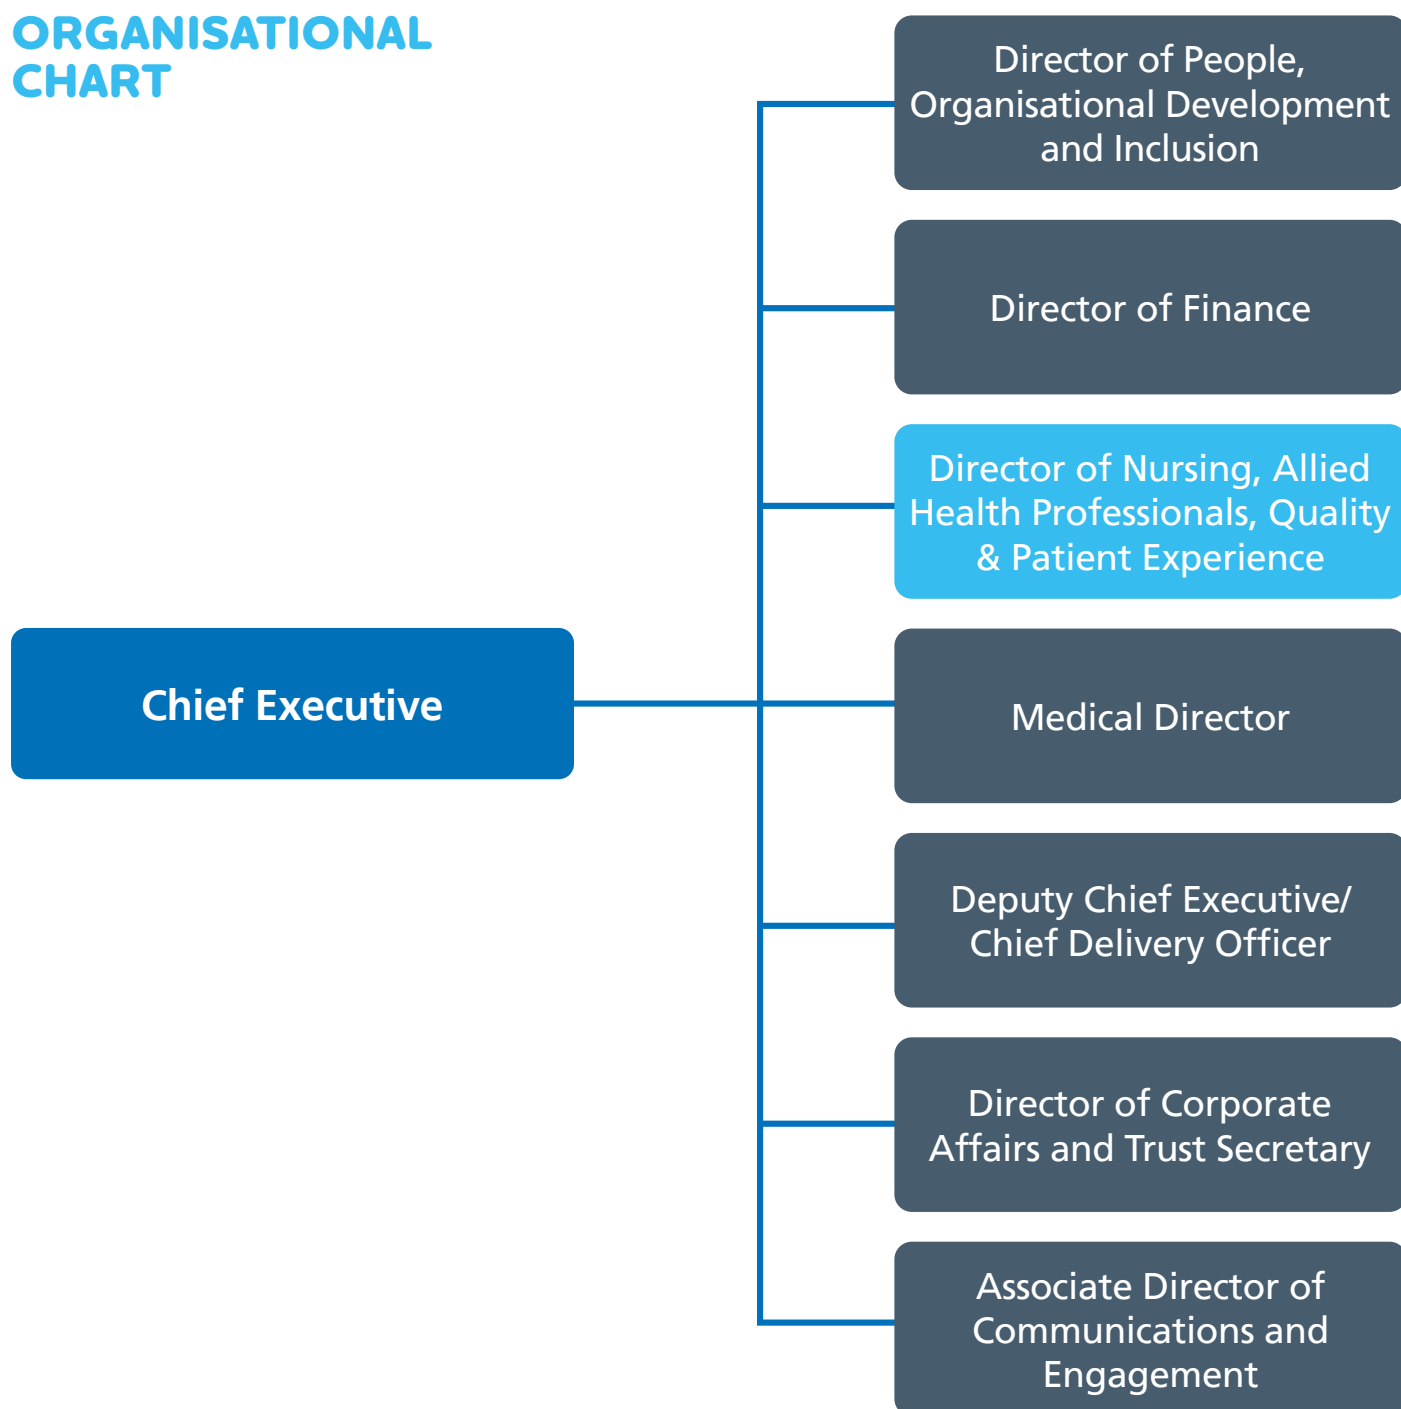 ORGANISATIONAL
CHART
Director of People,
Organisational Development
and Inclusion
Director of Finance
Director of Nursing, Allied
Health Professionals, Quality
& Patient Experience
Chief Executive
Medical Director
Deputy Chief Executive/
Chief Delivery Officer
Director of Corporate
Affairs and Trust Secretary
Associate Director of
Communications and
Engagement